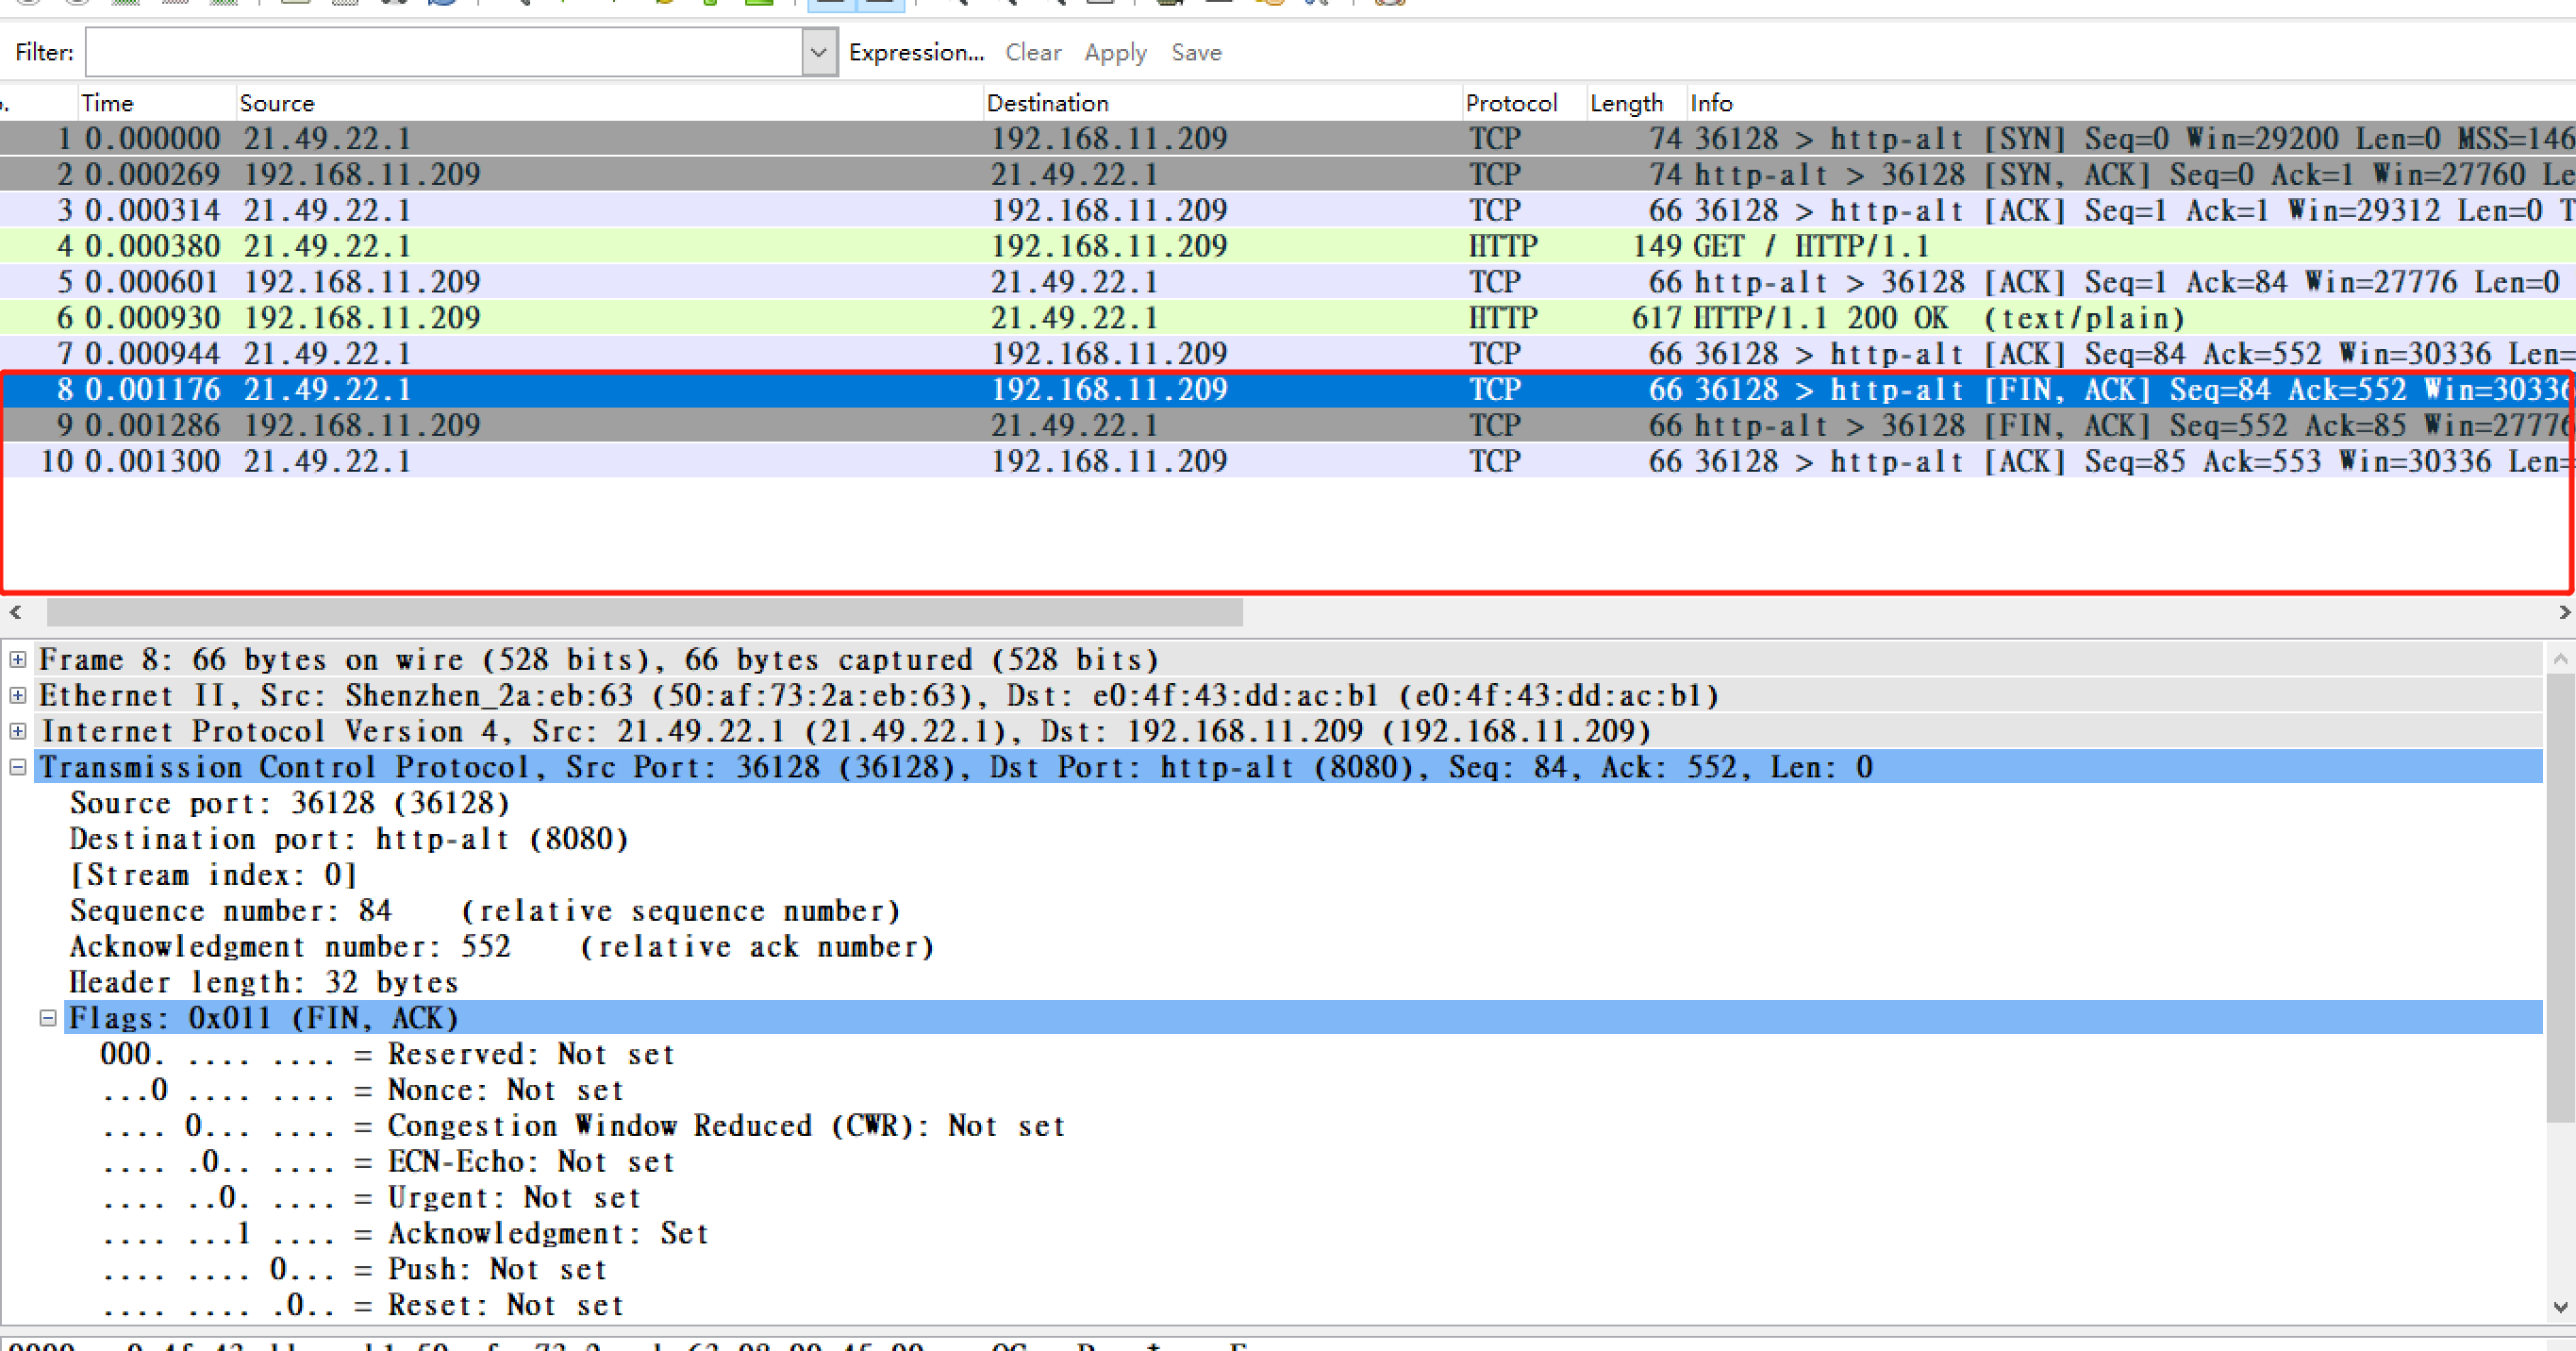 Filter: Expression... Clear Apply Save
Time Source Destination Protocol Length Info
1 0.000000 21.49.22.1 192.168.11.209 TCP 74 36128 > http-alt [SYN] Seq=0 Win=29200 Len=0 MSS=146
2 0.000269 192.168.11.209 21.49.22.1 TCP 74 http-alt > 36128 [SYN, ACK] Seq=0 Ack=1 Win=27760 Le
3 0.000314 21.49.22.1 192.168.11.209 TCP 66 36128 > http-alt [ACK] Seq=1 Ack=1 Win=29312 Len=0 T
4 0.000380 21.49.22.1 192.168.11.209 HTTP 149 GET / HTTP/1.1
5 0.000601 192.168.11.209 21.49.22.1 TCP 66 http-alt > 36128 [ACK] Seq=1 Ack=84 Win=27776 Len=0
6 0.000930 192.168.11.209 21.49.22.1 HTTP 617 HTTP/1.1 200 OK (text/plain)
7 0.000944 21.49.22.1 192.168.11.209 TCP 66 36128 > http-alt [ACK] Seq=84 Ack=552 Win=30336 Len=
8 0.001176 21.49.22.1 192.168.11.209 TCP 66 36128 > http-alt [FIN, ACK] Seq=84 Ack=552 Win=30336
9 0.001286 192.168.11.209 21.49.22.1 TCP 66 http-alt > 36128 [FIN, ACK] Seq=552 Ack=85 Win=27776
10 0.001300 21.49.22.1 192.168.11.209 TCP 66 36128 > http-alt [ACK] Seq=85 Ack=553 Win=30336 Len=
Frame 8: 66 bytes on wire (528 bits), 66 bytes captured (528 bits)
Ethernet II, Src: Shenzhen_2a:eb:63 (50:af:73:2a:eb:63), Dst: e0:4f:43:dd:ac:b1 (e0:4f:43:dd:ac:b1)
Internet Protocol Version 4, Src: 21.49.22.1 (21.49.22.1), Dst: 192.168.11.209 (192.168.11.209)
Transmission Control Protocol, Src Port: 36128 (36128), Dst Port: http-alt (8080), Seq: 84, Ack: 552, Len: 0
Source port: 36128 (36128)
Destination port: http-alt (8080)
[Stream index: 0]
Sequence number: 84 (relative sequence number)
Acknowledgment number: 552 (relative ack number)
Header length: 32 bytes
Flags: 0x011 (FIN, ACK)
000. .... .... = Reserved: Not set
...0 .... .... = Nonce: Not set
.... 0... .... = Congestion Window Reduced (CWR): Not set
.... .0.. .... = ECN-Echo: Not set
.... ..0. .... = Urgent: Not set
.... ...1 .... = Acknowledgment: Set
.... .... 0... = Push: Not set
.... .... .0.. = Reset: Not set